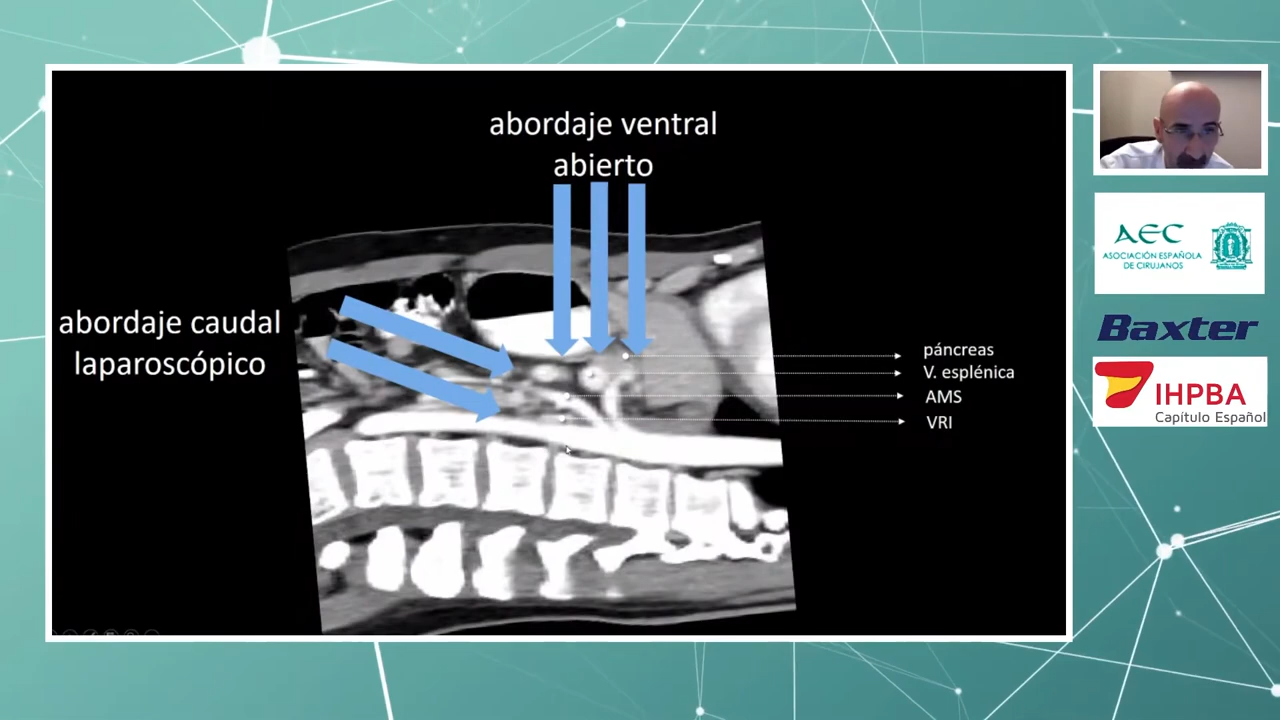 abordaje ventral
abierto
abordaje caudal
laparoscópico
páncreas
V. esplénica
AMS
VRI
AEC
ASOCIACIÓN ESPAÑOLA
DE CIRUJANOS
Baxter
IHPBA
Capítulo Español